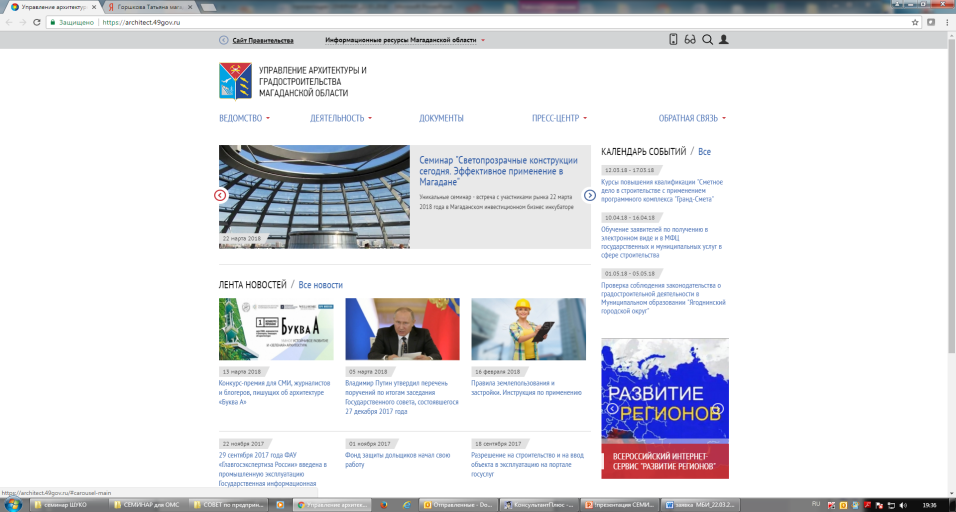 Управление архитектур
Горшкова Татьяна мага
Защищено
https://architect.49gov.ru
Сайт Правительства
Информационные ресурсы Магаданской области
УПРАВЛЕНИЕ АРХИТЕКТУРЫ И
ГРАДОСТРОИТЕЛЬСТВА
МАГАДАНСКОЙ ОБЛАСТИ
ВЕДОМСТВО
ДЕЯТЕЛЬНОСТЬ
ДОКУМЕНТЫ
ПРЕСС-ЦЕНТР
ОБРАТНАЯ СВЯЗЬ
Семинар "Светопрозрачные конструкции
сегодня. Эффективное применение в
Магадане"
Уникальные семинар - встреча с участниками рынка 22 марта
2018 года в Магаданском инвестиционном бизнес инкубаторе
22 марта 2018
КАЛЕНДАРЬ СОБЫТИЙ / Все
12.03.18 - 17.03.18
Курсы повышения квалификации "Сметное
дело в строительстве с применением
программного комплекса "Гранд-Смета"
10.04.18 - 16.04.18
Обучение заявителей по получению в
электронном виде и в МФЦ
государственных и муниципальных услуг в
сфере строительства
01.05.18 - 05.05.18
Проверка соблюдения законодательства о
градостроительной деятельности в
Муниципальном образовании "Ягоднинский
городской округ"
ЛЕНТА НОВОСТЕЙ / Все новости
БУКВА А
13 марта 2018
Конкурс-премия для СМИ, журналистов
и блогеров, пишущих об архитектуре
«Буква А»
05 марта 2018
Владимир Путин утвердил перечень
поручений по итогам заседания
Государственного совета, состоявшегося
27 декабря 2017 года
16 февраля 2018
Правила землепользования и
застройки. Инструкция по применению
22 ноября 2017
29 сентября 2017 года ФАУ
«Главгосэкспертиза России» введена в
промышленную эксплуатацию
Государственная информационная
01 ноября 2017
Фонд защиты дольщиков начал свою
работу
18 сентября 2017
Разрешение на строительство и на ввод
объекта в эксплуатацию на портале
госуслуг
РАЗВИТИЕ
РЕГИОНОВ
ВСЕРОССИЙСКИЙ ИНТЕРНЕТ-
СЕРВИС "РАЗВИТИЕ РЕГИОНОВ"
https://architect.49gov.ru/#carousel-main
семинар ШУКО
СЕМИНАР для ОМС
СОВЕТ по предприн...
Управление архитек...
Отправленные - Do...
КонсультантПлюс -...
презентация СЕМИ...
заявка МБИ_22.03.2...
RU
19:36